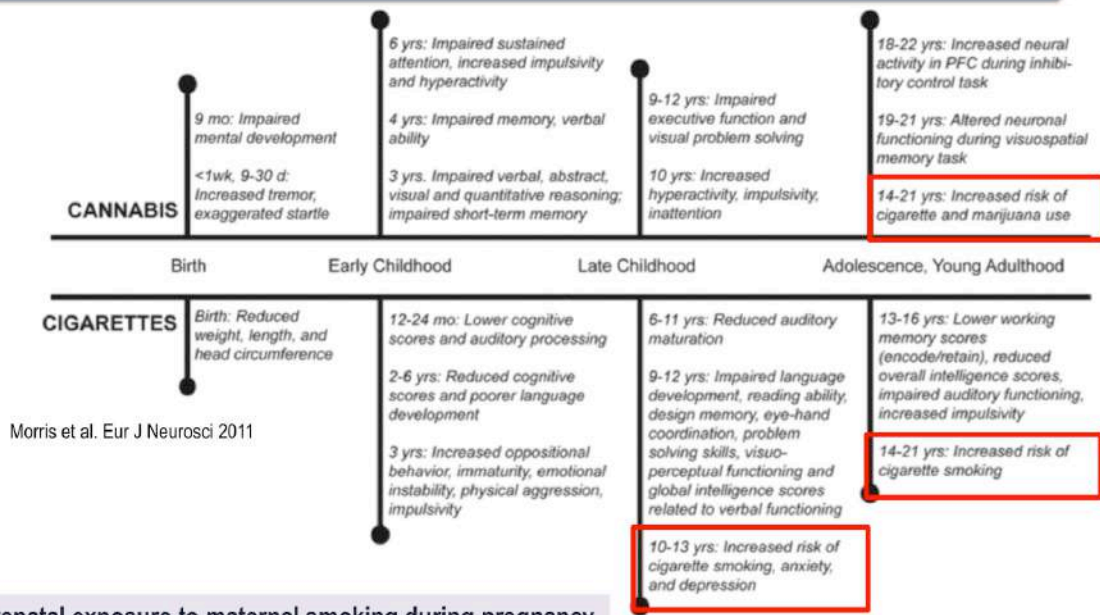 6 yrs: Impaired sustained
attention, increased impulsivity
and hyperactivity
4 yrs: Impaired memory, verbal
ability
3 yrs. Impaired verbal, abstract,
visual and quantitative reasoning;
impaired short-term memory
9 mo: Impaired
mental development
<1wk, 9-30 d:
Increased tremor,
exaggerated startle
9-12 yrs: Impaired
executive function and
visual problem solving
10 yrs: Increased
hyperactivity, impulsivity,
inattention
18-22 yrs: Increased neural
activity in PFC during inhibi-
tory control task
19-21 yrs: Altered neuronal
functioning during visuospatial
memory task
14-21 yrs: Increased risk of
cigarette and marijuana use
CANNABIS
Birth
Early Childhood
Late Childhood
Adolescence, Young Adulthood
CIGARETTES
Birth: Reduced
weight, length, and
head circumference
12-24 mo: Lower cognitive
scores and auditory processing
2-6 yrs: Reduced cognitive
scores and poorer language
development
3 yrs: Increased oppositional
behavior, immaturity, emotional
instability, physical aggression,
impulsivity
6-11 yrs: Reduced auditory
maturation
9-12 yrs: Impaired language
development, reading ability,
design memory, eye-hand
coordination, problem
solving skills, visuo-
perceptual functioning and
global intelligence scores
related to verbal functioning
10-13 yrs: Increased risk of
cigarette smoking, anxiety,
and depression
13-16 yrs: Lower working
memory scores
(encode/retain), reduced
overall intelligence scores,
impaired auditory functioning,
increased impulsivity
14-21 yrs: Increased risk of
cigarette smoking
Morris et al. Eur J Neurosci 2011
exposure to maternal smoking during pregnancy